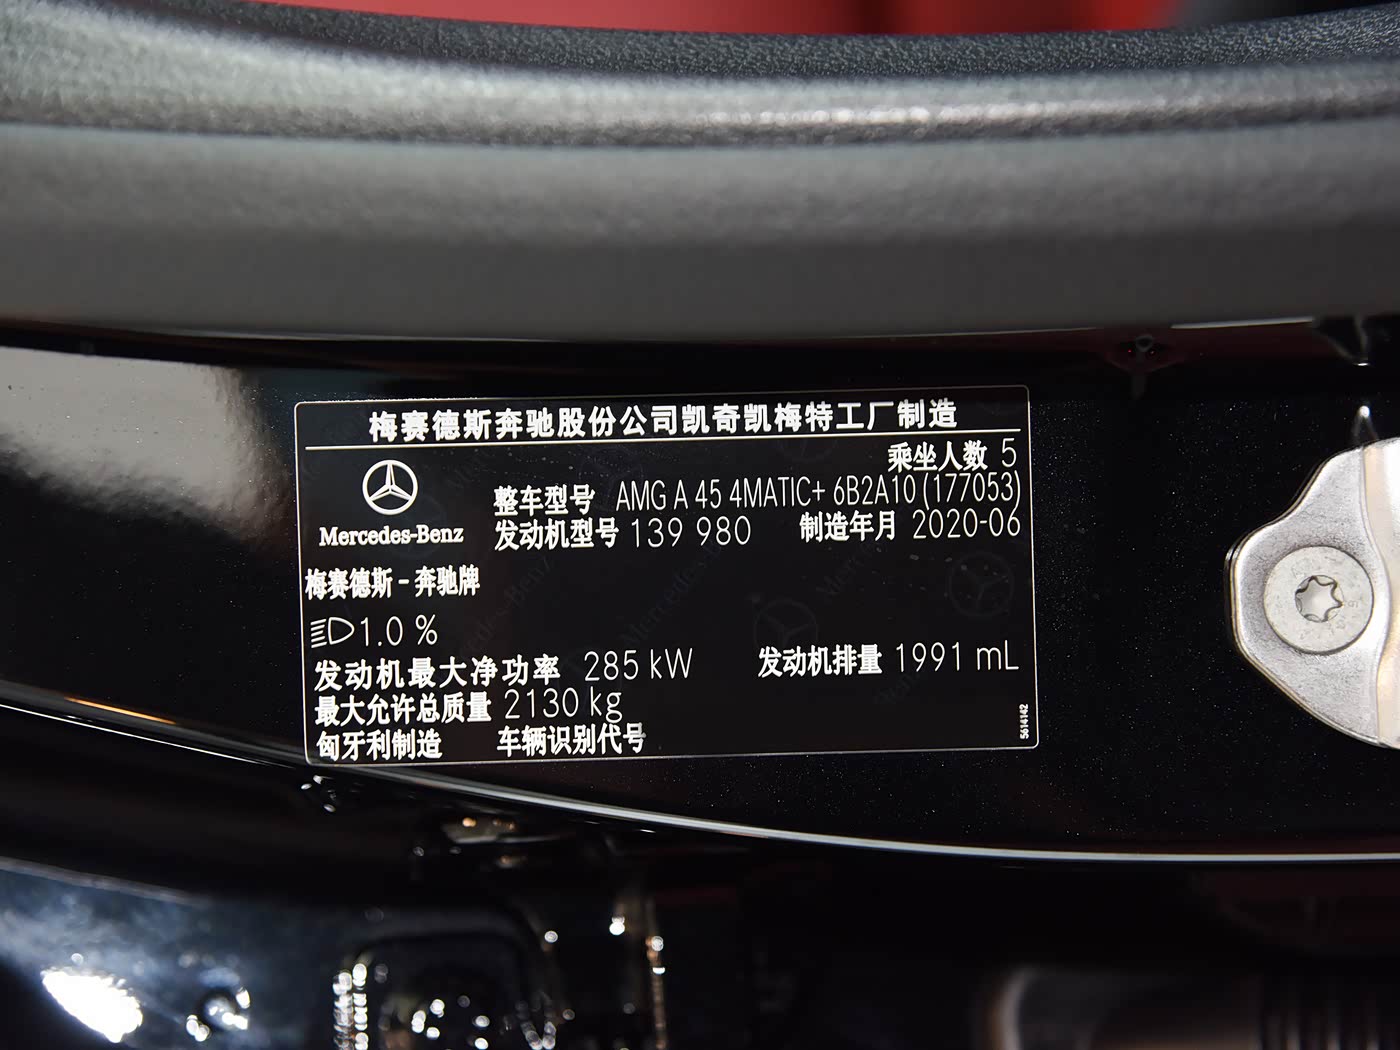 梅赛德斯奔驰股份公司凯奇凯梅特工厂制造
乘坐人数 5
整车型号 AMG A 45 4MATIC+ 6B2A10 (177053)
发动机型号 139 980 制造年月 2020-06
Mercedes-Benz
梅赛德斯-奔驰牌
1.0 %
发动机最大净功率 285 kW 发动机排量 1991 mL
最大允许总质量 2130 kg
匈牙利制造 车辆识别代号
5614142